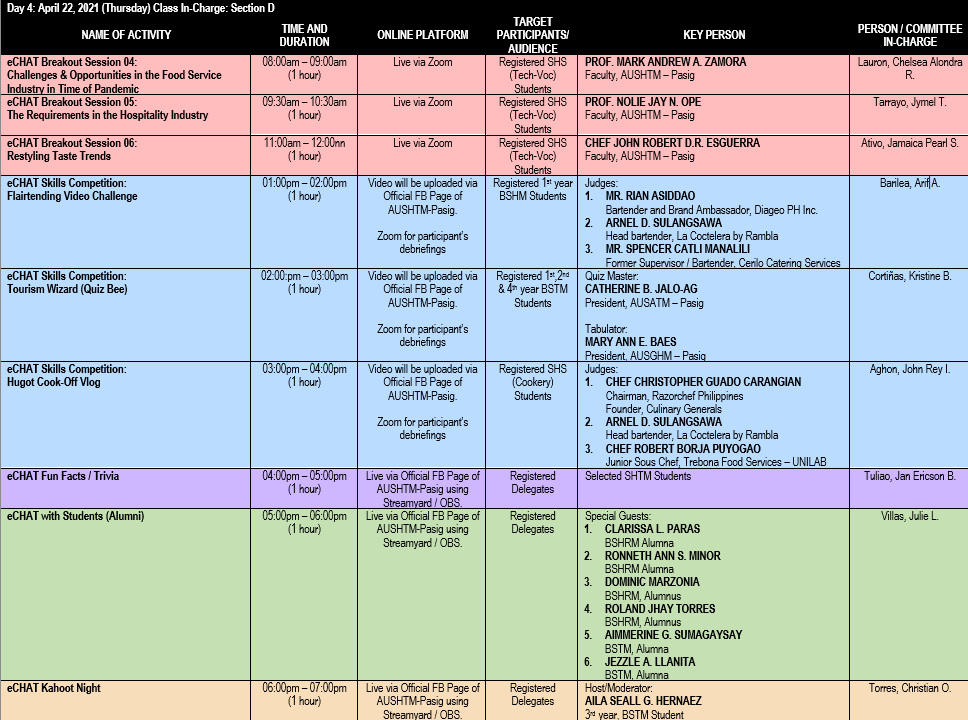 Day 4: April 22, 2021 (Thursday) Class In-Charge: Section D
NAME OF ACTIVITY
TIME AND
DURATION
ONLINE PLATFORM
TARGET
PARTICIPANTS/
AUDIENCE
KEY PERSON
PERSON / COMMITTEE
IN-CHARGE
eCHAT Breakout Session 04:
Challenges & Opportunities in the Food Service
Industry in Time of Pandemic
08:00am – 09:00am
(1 hour)
Live via Zoom
Registered SHS
(Tech-Voc)
Students
PROF. MARK ANDREW A. ZAMORA
Faculty, AUSHTM – Pasig
Lauron, Chelsea Alondra
R.
eCHAT Breakout Session 05:
The Requirements in the Hospitality Industry
09:30am – 10:30am
(1 hour)
Live via Zoom
Registered SHS
(Tech-Voc)
Students
PROF. NOLIE JAY N. OPE
Faculty, AUSHTM – Pasig
Tarrayo, Jymel T.
eCHAT Breakout Session 06:
Restyling Taste Trends
11:00am – 12:00nn
(1 hour)
Live via Zoom
Registered SHS
(Tech-Voc)
Students
CHEF JOHN ROBERT D.R. ESGUERRA
Faculty, AUSHTM – Pasig
Ativo, Jamaica Pearl S.
eCHAT Skills Competition:
Flairtending Video Challenge
01:00pm – 02:00pm
(1 hour)
Video will be uploaded via
Official FB Page of
AUSHTM-Pasig.
Zoom for participant's
debriefings
Registered 1st year
BSHM Students
Judges:
1. MR. RIAN ASIDDAO
Bartender and Brand Ambassador, Diageo PH Inc.
2. ARNEL D. SULANGSAWA
Head bartender, La Coctelera by Rambla
3. MR. SPENCER CATLI MANALILI
Former Supervisor / Bartender, Cerilo Catering Services
Barilea, Arif A.
eCHAT Skills Competition:
Tourism Wizard (Quiz Bee)
02:00:pm – 03:00pm
(1 hour)
Video will be uploaded via
Official FB Page of
AUSHTM-Pasig.
Zoom for participant's
debriefings
Registered 1st,2nd
& 4th year BSTM
Students
Quiz Master:
CATHERINE B. JALO-AG
President, AUSATM – Pasig
Tabulator:
MARY ANN E. BAES
President, AUSGHM – Pasig
Cortiñas, Kristine B.
eCHAT Skills Competition:
Hugot Cook-Off Vlog
03:00pm – 04:00pm
(1 hour)
Video will be uploaded via
Official FB Page of
AUSHTM-Pasig.
Zoom for participant's
debriefings
Registered SHS
(Cookery)
Students
Judges:
1. CHEF CHRISTOPHER GUADO CARANGIAN
Chairman, Razorchef Philippines
Founder, Culinary Generals
2. ARNEL D. SULANGSAWA
Head bartender, La Coctelera by Rambla
3. CHEF ROBERT BORJA PUYOGAO
Junior Sous Chef, Trebona Food Services – UNILAB
Aghon, John Rey I.
eCHAT Fun Facts / Trivia
04:00pm – 05:00pm
(1 hour)
Live via Official FB Page of
AUSHTM-Pasig using
Streamyard / OBS.
Registered
Delegates
Selected SHTM Students
Tuliao, Jan Ericson B.
eCHAT with Students (Alumni)
05:00pm – 06:00pm
(1 hour)
Live via Official FB Page of
AUSHTM-Pasig using
Streamyard / OBS.
Registered
Delegates
Special Guests:
1. CLARISSA L. PARAS
BSHRM Alumna
2. RONNETH ANN S. MINOR
BSHRM Alumna
3. DOMINIC MARZONIA
BSHRM, Alumnus
4. ROLAND JHAY TORRES
BSHRM, Alumnus
5. AIMMERINE G. SUMAGAYSAY
BSTM, Alumna
6. JEZZLE A. LLANITA
BSTM, Alumna
Villas, Julie L.
eCHAT Kahoot Night
06:00pm – 07:00pm
(1 hour)
Live via Official FB Page of
AUSHTM-Pasig using
Streamyard / OBS.
Registered
Delegates
Host/Moderator:
AILA SEALL G. HERNAEZ
3rd year, BSTM Student
Torres, Christian O.